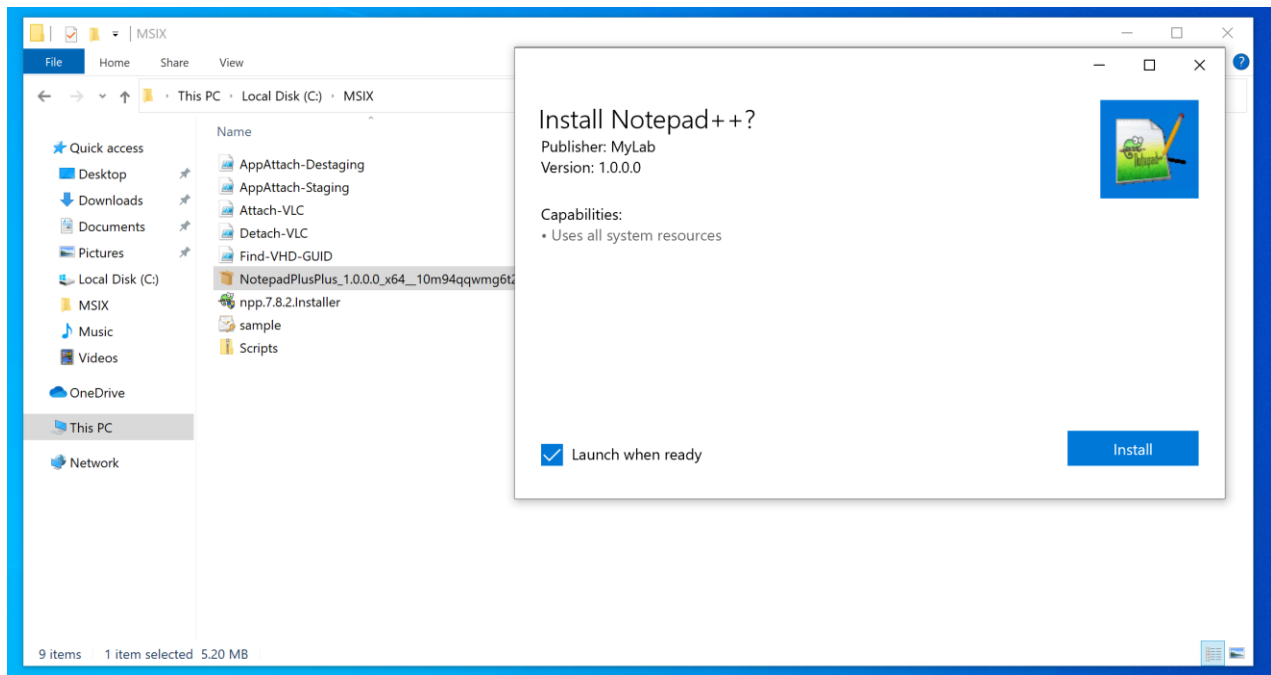 MSIX
File Home Share View
This PC › Local Disk (C:) › MSIX
?
Name
Quick access
Desktop
Downloads
Documents
Pictures
Local Disk (C:)
MSIX
Music
Videos
OneDrive
This PC
Network
AppAttach-Destaging
AppAttach-Staging
Attach-VLC
Detach-VLC
Find-VHD-GUID
NotepadPlusPlus_1.0.0.0_x64__10m94qqwmg6t2
npp.7.8.2.Installer
sample
Scripts
Install Notepad++?
Publisher: MyLab
Version: 1.0.0.0
Capabilities:
• Uses all system resources
Launch when ready
Install
9 items 1 item selected 5.20 MB